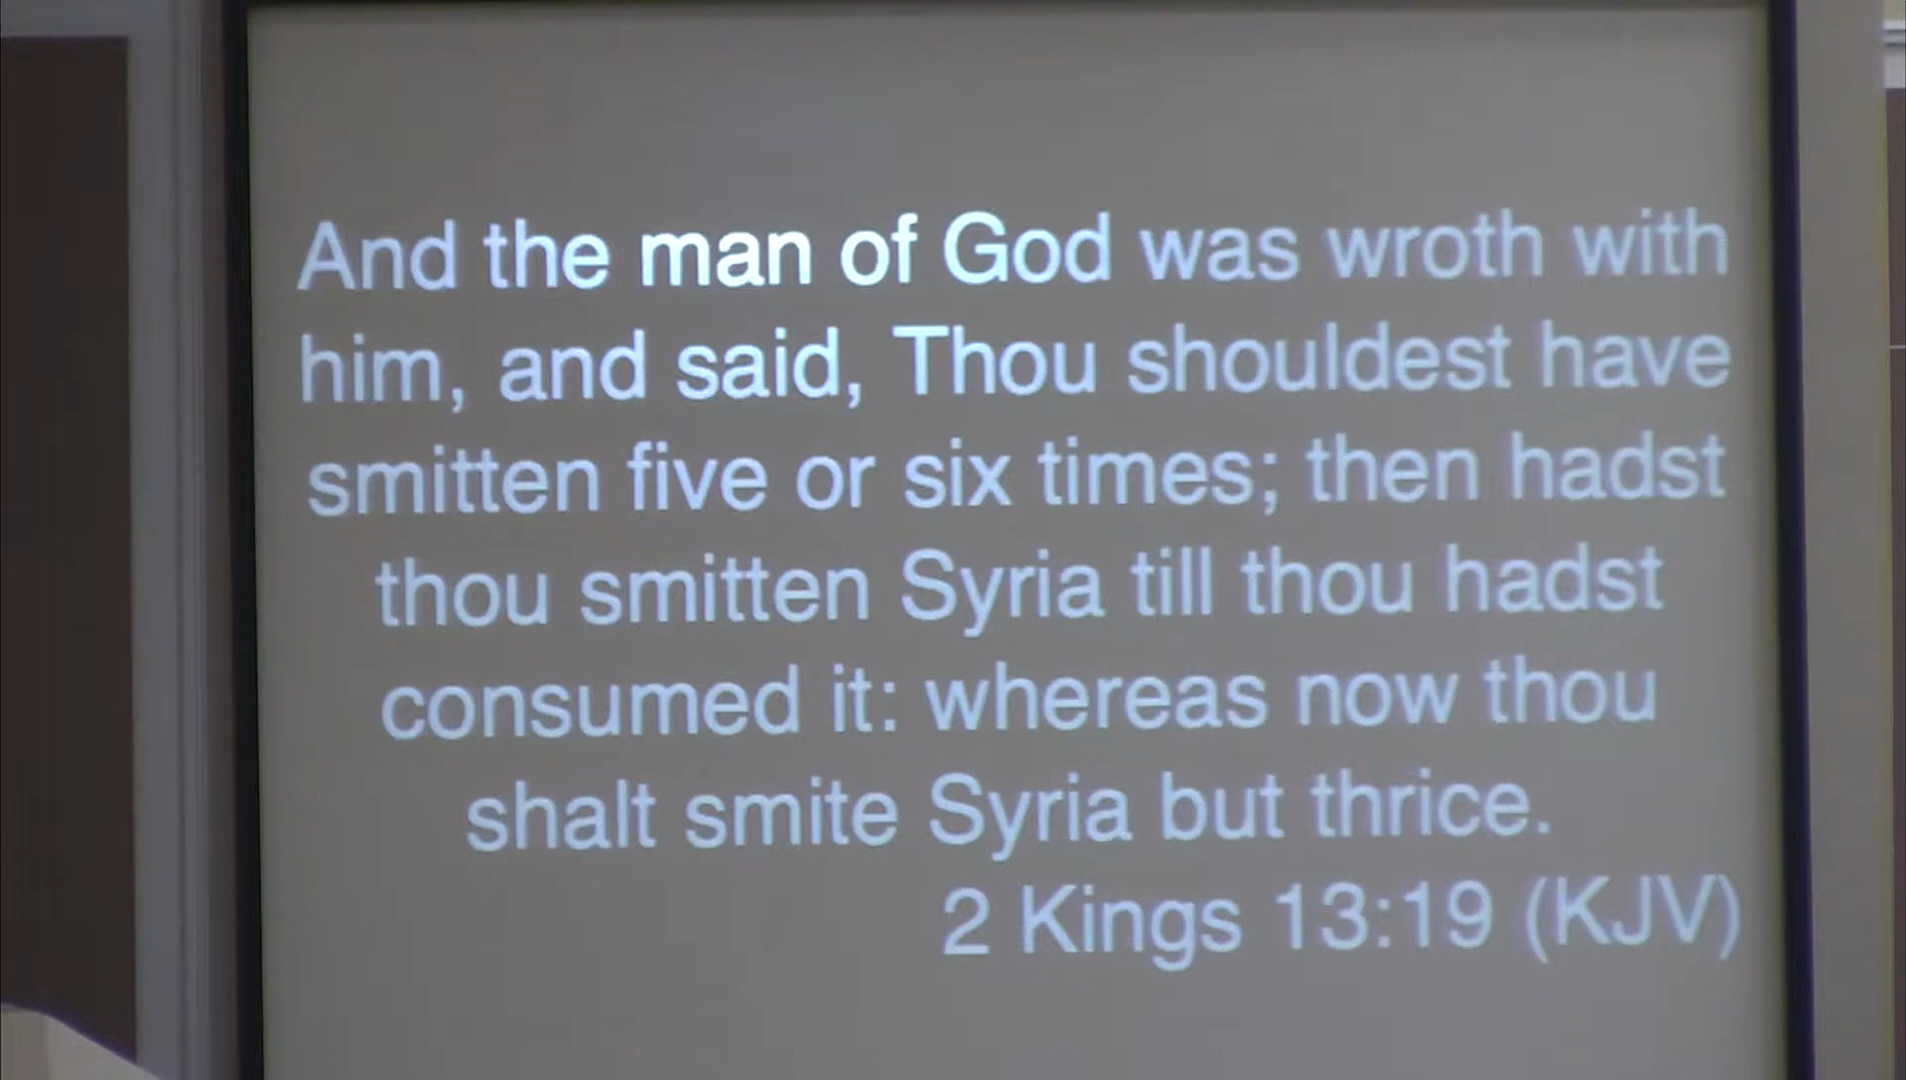 And the man of God was wroth with
him, and said, Thou shouldest have
smitten five or six times; then hadst
thou smitten Syria till thou hadst
consumed it: whereas now thou
shalt smite Syria but thrice.
2 Kings 13:19 (KJV)